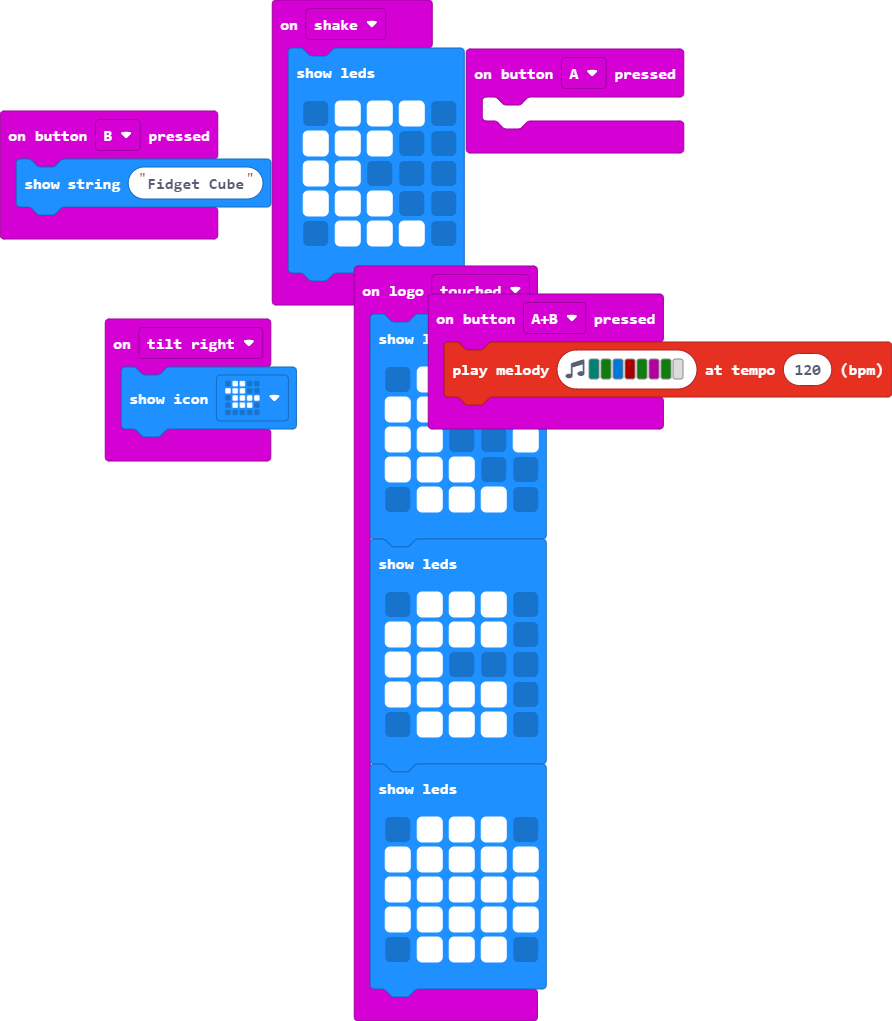 on shake
show leds
on button A pressed
on button B pressed
show string "Fidget Cube"
on logo touched
on button A+B pressed
on tilt right
show l
play melody at tempo 120 (bpm)
show icon
show leds
show leds